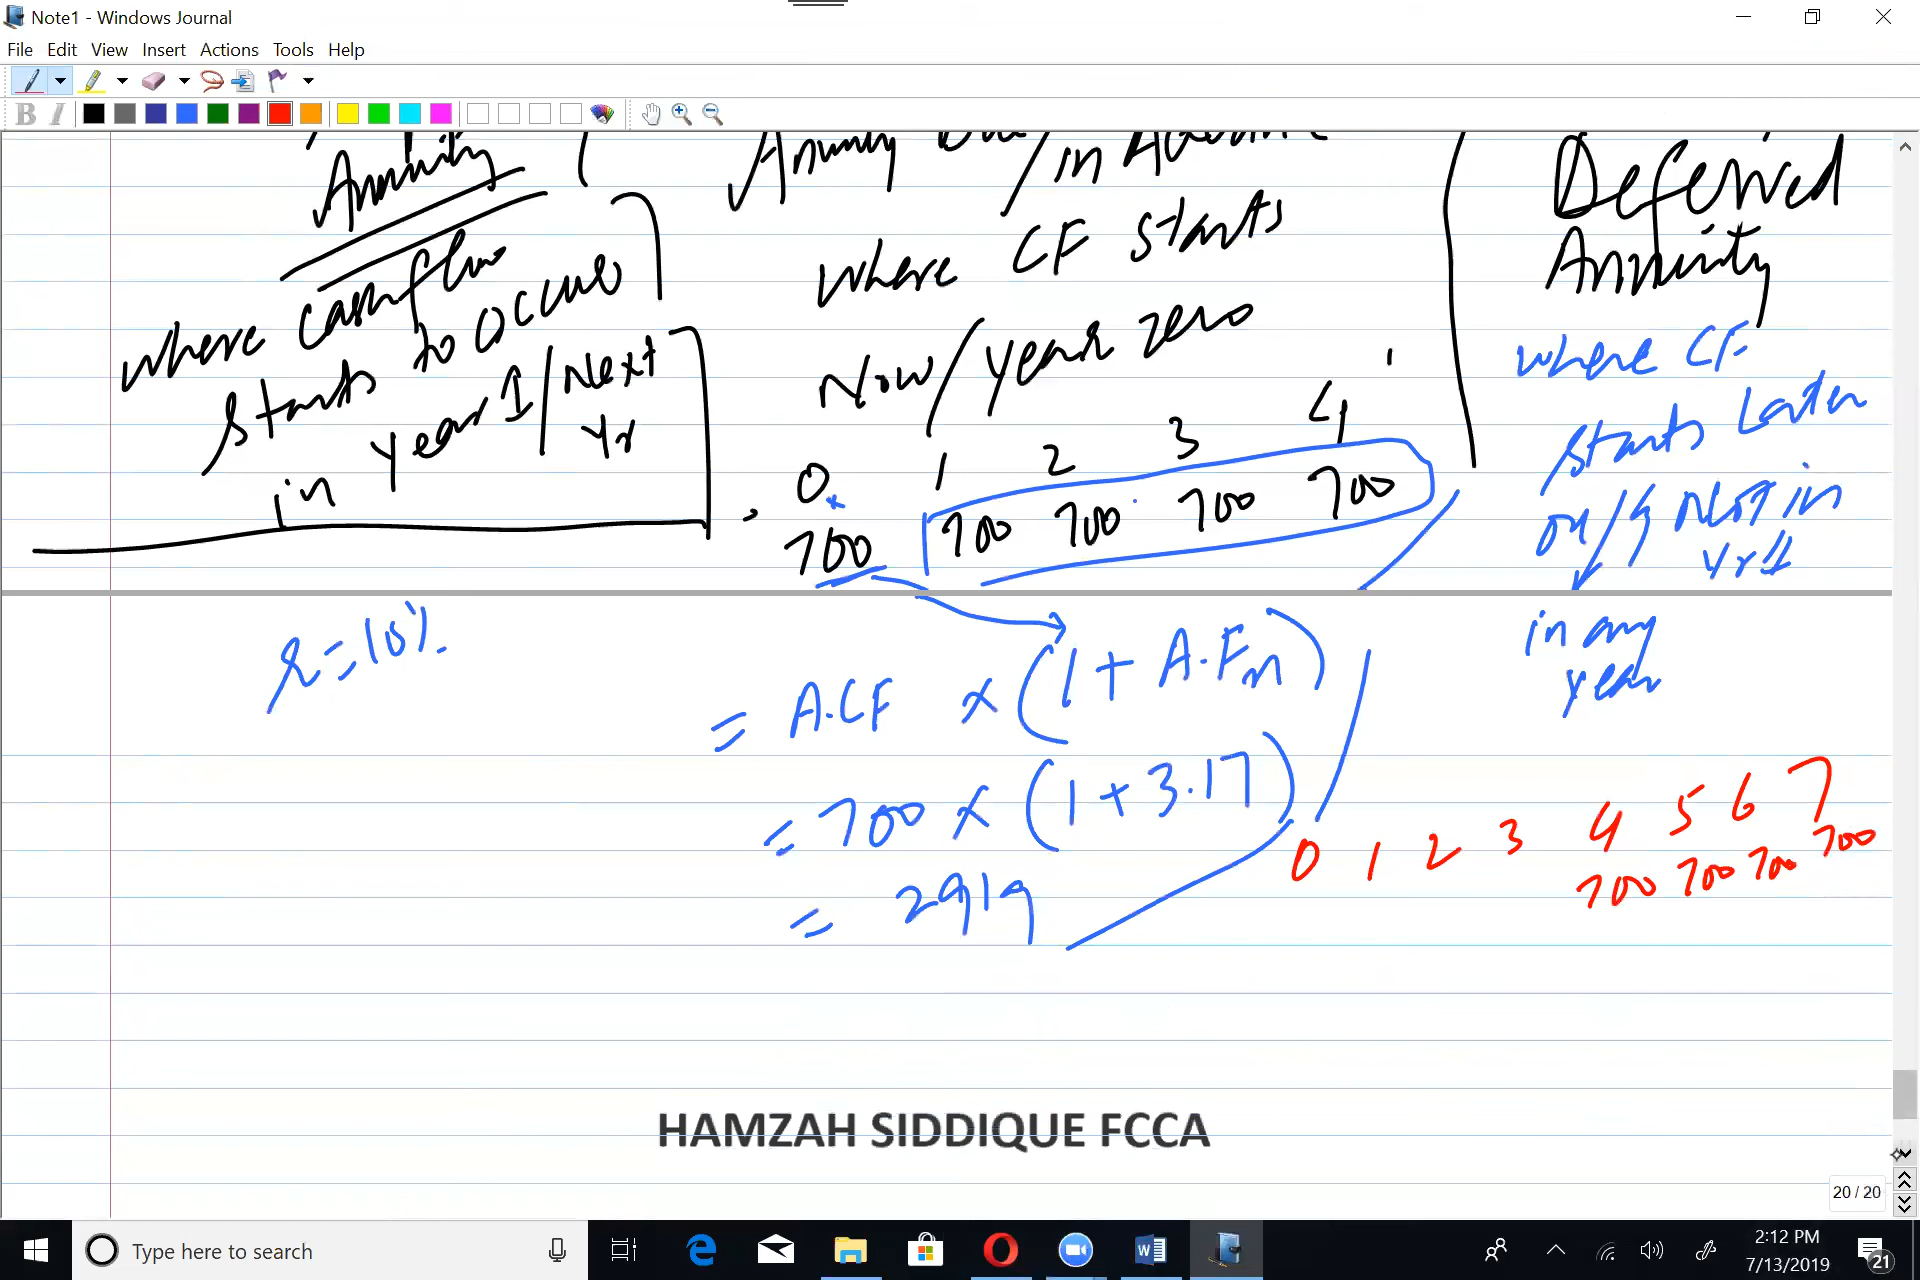 Note1 - Windows Journal
File Edit View Insert Actions Tools Help
B I
Annuity
where cashflow
starts to occur
in year 1/Next
Yr
Annuity Due/in Advance
where CF starts
Now/year zero
0 1 2 3 4
700 700 700 700 700
Deferred
Annuity
where CF
starts Later
on/& Not in
Yr 1
in any
year
r = 10%
= A.CF x (1 + A.Fn)
= 700 x (1 + 3.17)
= 2919
0 1 2 3 4 5 6 7
700 700 700 700
HAMZAH SIDDIQUE FCCA
20 / 20
Type here to search
2:12 PM
7/13/2019
21